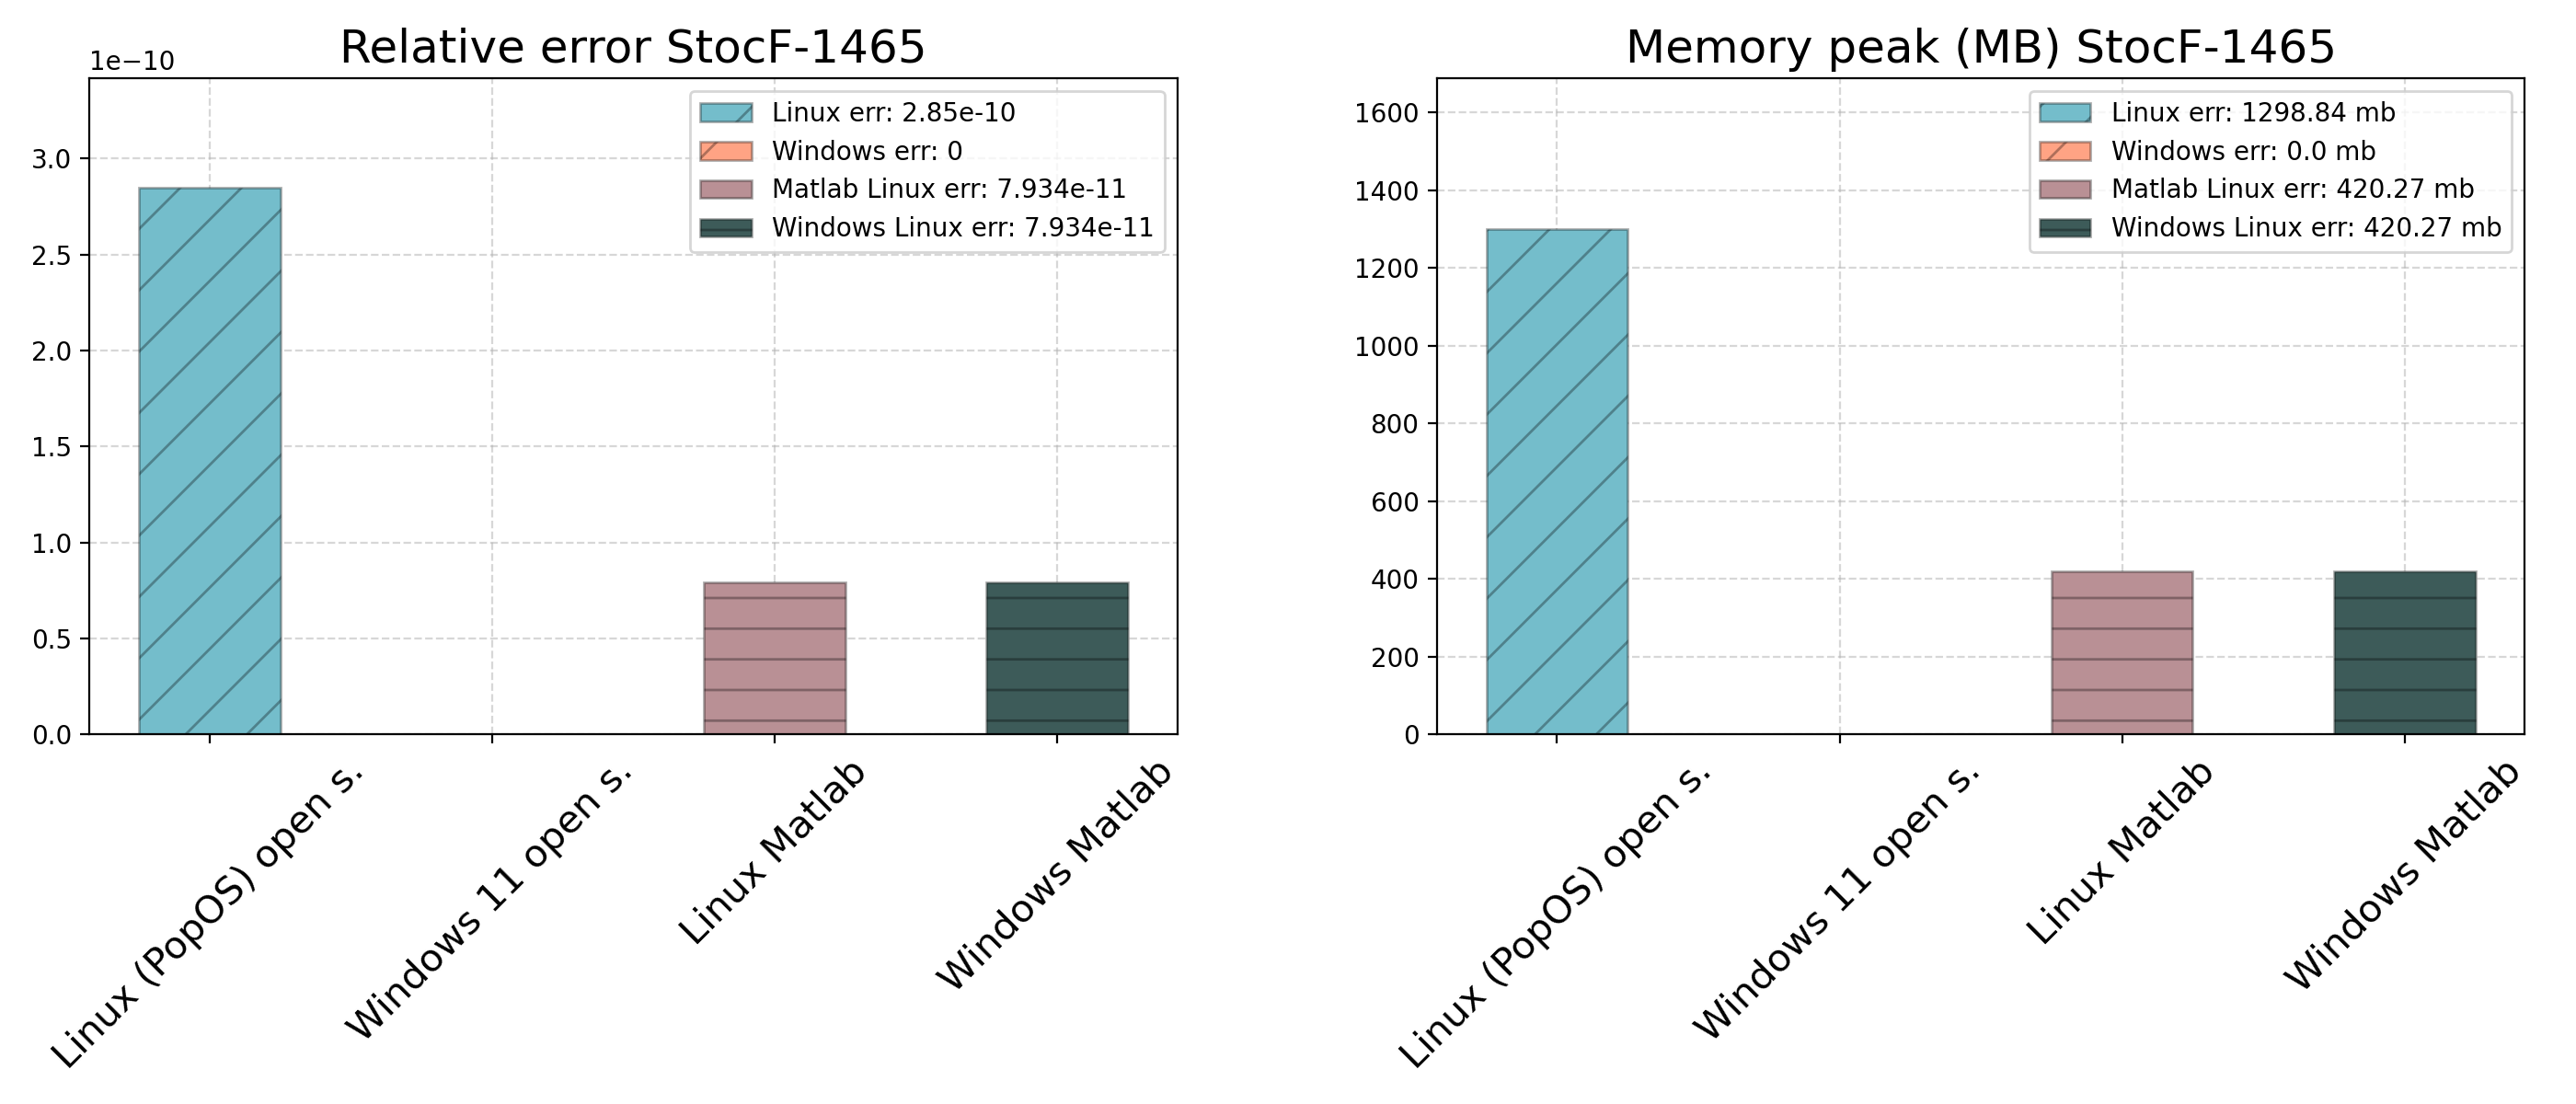 Relative error StocF-1465
1e−10
3.0
2.5
2.0
1.5
1.0
0.5
0.0
Linux err: 2.85e-10
Windows err: 0
Matlab Linux err: 7.934e-11
Windows Linux err: 7.934e-11
Linux (PopOS) open s.
Windows 11 open s.
Linux Matlab
Windows Matlab
Memory peak (MB) StocF-1465
1600
1400
1200
1000
800
600
400
200
0
Linux err: 1298.84 mb
Windows err: 0.0 mb
Matlab Linux err: 420.27 mb
Windows Linux err: 420.27 mb
Linux (PopOS) open s.
Windows 11 open s.
Linux Matlab
Windows Matlab